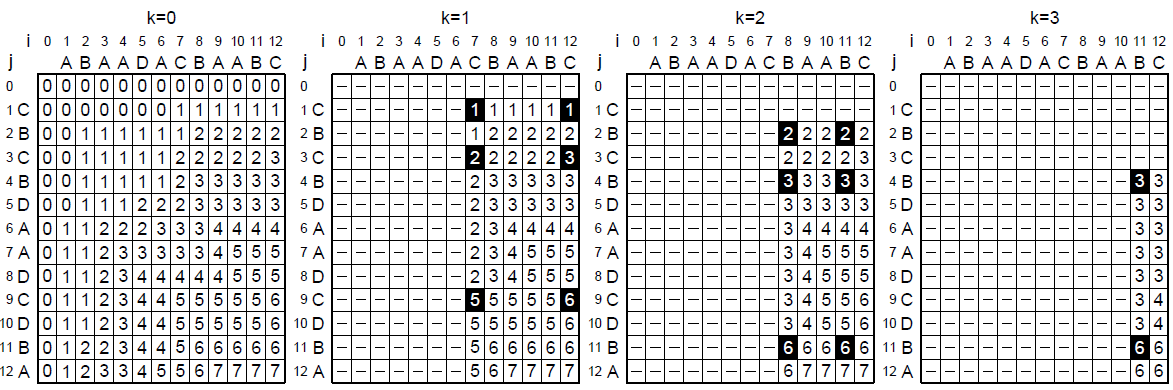 k=0
i 0 1 2 3 4 5 6 7 8 9 10 11 12
j A B A A D A C B A A B C
0 0 0 0 0 0 0 0 0 0 0 0 0 0
1 C 0 0 0 0 0 0 0 1 1 1 1 1 1
2 B 0 0 1 1 1 1 1 1 2 2 2 2 2
3 C 0 0 1 1 1 1 1 2 2 2 2 2 3
4 B 0 0 1 1 1 1 1 2 3 3 3 3 3
5 D 0 0 1 1 1 2 2 2 3 3 3 3 3
6 A 0 1 1 2 2 2 3 3 3 4 4 4 4
7 A 0 1 1 2 3 3 3 3 3 4 5 5 5
8 D 0 1 1 2 3 4 4 4 4 4 5 5 5
9 C 0 1 1 2 3 4 4 5 5 5 5 5 6
10 D 0 1 1 2 3 4 4 5 5 5 5 5 6
11 B 0 1 2 2 3 4 4 5 6 6 6 6 6
12 A 0 1 2 3 3 4 5 5 6 7 7 7 7
k=1
i 0 1 2 3 4 5 6 7 8 9 10 11 12
j A B A A D A C B A A B C
0 – – – – – – – – – – – – –
1 C – – – – – – – 1 1 1 1 1 1
2 B – – – – – – – 1 2 2 2 2 2
3 C – – – – – – – 2 2 2 2 2 3
4 B – – – – – – – 2 3 3 3 3 3
5 D – – – – – – – 2 3 3 3 3 3
6 A – – – – – – – 2 3 4 4 4 4
7 A – – – – – – – 2 3 4 5 5 5
8 D – – – – – – – 2 3 4 5 5 5
9 C – – – – – – – 5 5 5 5 5 6
10 D – – – – – – – 5 5 5 5 5 6
11 B – – – – – – – 5 6 6 6 6 6
12 A – – – – – – – 5 6 7 7 7 7
k=2
i 0 1 2 3 4 5 6 7 8 9 10 11 12
j A B A A D A C B A A B C
0 – – – – – – – – – – – – –
1 C – – – – – – – – – – – – –
2 B – – – – – – – – 2 2 2 2 2
3 C – – – – – – – – 2 2 2 2 3
4 B – – – – – – – – 3 3 3 3 3
5 D – – – – – – – – 3 3 3 3 3
6 A – – – – – – – – 3 4 4 4 4
7 A – – – – – – – – 3 4 5 5 5
8 D – – – – – – – – 3 4 5 5 5
9 C – – – – – – – – 3 4 5 5 6
10 D – – – – – – – – 3 4 5 5 6
11 B – – – – – – – – 6 6 6 6 6
12 A – – – – – – – – 6 7 7 7 7
k=3
i 0 1 2 3 4 5 6 7 8 9 10 11 12
j A B A A D A C B A A B C
0 – – – – – – – – – – – – –
1 C – – – – – – – – – – – – –
2 B – – – – – – – – – – – – –
3 C – – – – – – – – – – – – –
4 B – – – – – – – – – – – 3 3
5 D – – – – – – – – – – – 3 3
6 A – – – – – – – – – – – 3 3
7 A – – – – – – – – – – – 3 3
8 D – – – – – – – – – – – 3 3
9 C – – – – – – – – – – – 3 4
10 D – – – – – – – – – – – 3 4
11 B – – – – – – – – – – – 6 6
12 A – – – – – – – – – – – 6 6